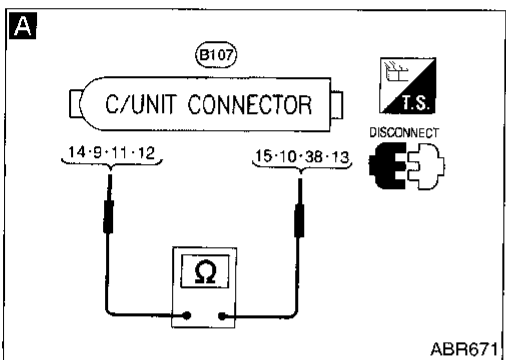 A
B107
C/UNIT CONNECTOR
T.S.
DISCONNECT
14·9·11·12
15·10·38·13
Ω
ABR671